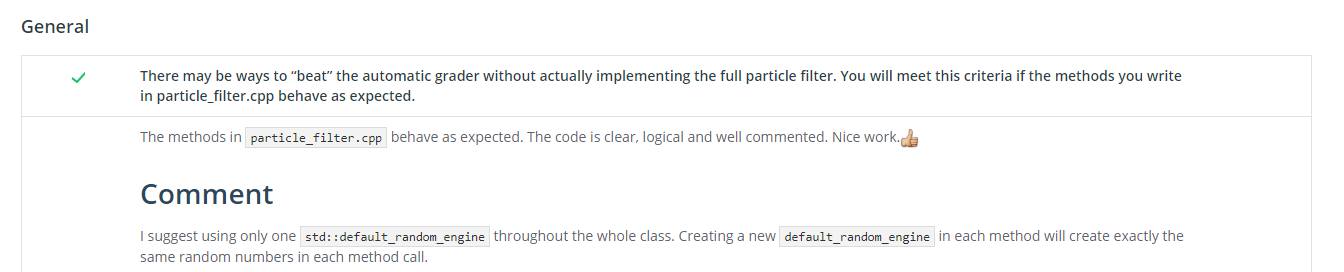 General
There may be ways to “beat” the automatic grader without actually implementing the full particle filter. You will meet this criteria if the methods you write
in particle_filter.cpp behave as expected.
The methods in particle_filter.cpp behave as expected. The code is clear, logical and well commented. Nice work.👍
Comment
I suggest using only one std::default_random_engine throughout the whole class. Creating a new default_random_engine in each method will create exactly the
same random numbers in each method call.